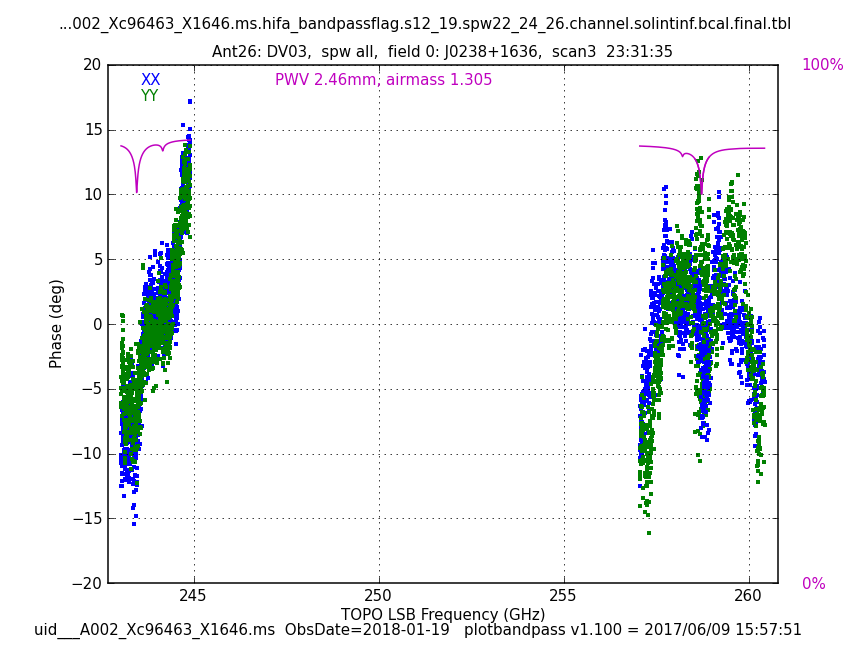 ...002_Xc96463_X1646.ms.hifa_bandpassflag.s12_19.spw22_24_26.channel.solintinf.bcal.final.tbl
Ant26: DV03,  spw all,  field 0: J0238+1636,  scan3  23:31:35
20 100%
XX PWV 2.46mm, airmass 1.305
YY
15
10
5
0
−5
−10
−15
−20 0%
Phase (deg)
245 250 255 260
TOPO LSB Frequency (GHz)
uid___A002_Xc96463_X1646.ms  ObsDate=2018-01-19   plotbandpass v1.100 = 2017/06/09 15:57:51